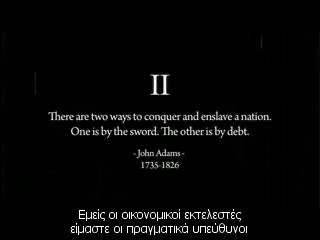 II
There are two ways to conquer and enslave a nation.
One is by the sword. The other is by debt.
- John Adams -
1735-1826
Εμείς οι οικονομικοί εκτελεστές
είμαστε οι πραγματικά υπεύθυνοι